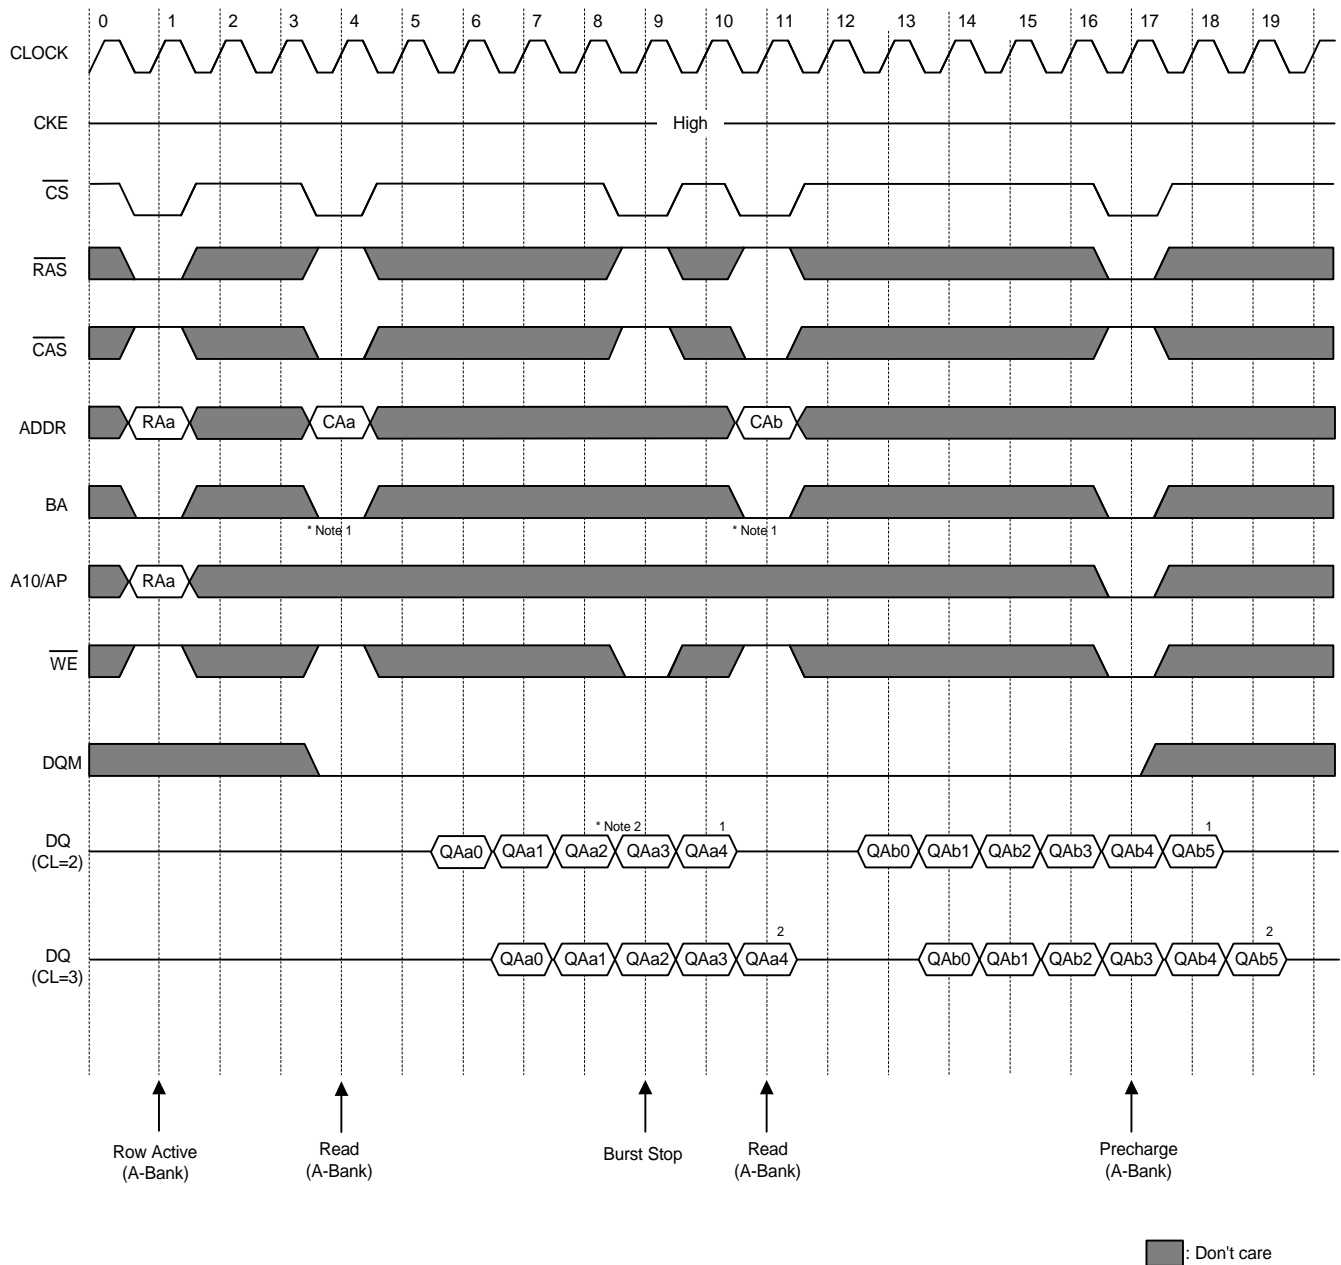 0 1 2 3 4 5 6 7 8 9 10 11 12 13 14 15 16 17 18 19
CLOCK
CKE High
CS
RAS
CAS
ADDR RAa CAa CAb
BA
* Note 1 * Note 1
A10/AP RAa
WE
DQM
* Note 2 1 1
DQ
(CL=2)
QAa0 QAa1 QAa2 QAa3 QAa4 QAb0 QAb1 QAb2 QAb3 QAb4 QAb5
2 2
DQ
(CL=3)
QAa0 QAa1 QAa2 QAa3 QAa4 QAb0 QAb1 QAb2 QAb3 QAb4 QAb5
Row Active
(A-Bank)
Read
(A-Bank)
Burst Stop
Read
(A-Bank)
Precharge
(A-Bank)
: Don't care